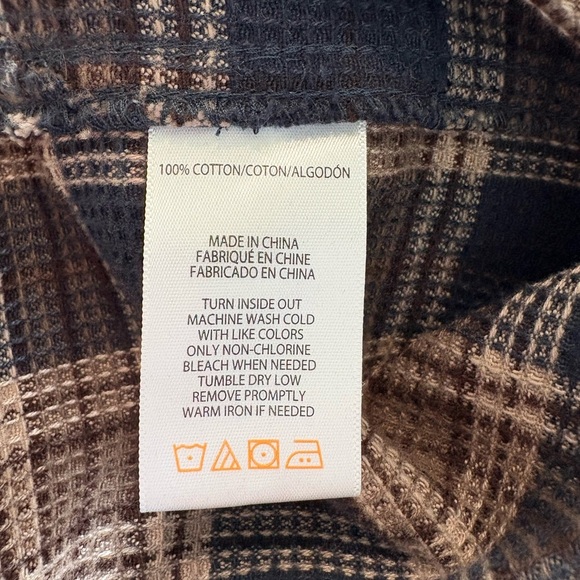 100% COTTON/COTON/ALGODÓN
MADE IN CHINA
FABRIQUÉ EN CHINE
FABRICADO EN CHINA
TURN INSIDE OUT
MACHINE WASH COLD
WITH LIKE COLORS
ONLY NON-CHLORINE
BLEACH WHEN NEEDED
TUMBLE DRY LOW
REMOVE PROMPTLY
WARM IRON IF NEEDED